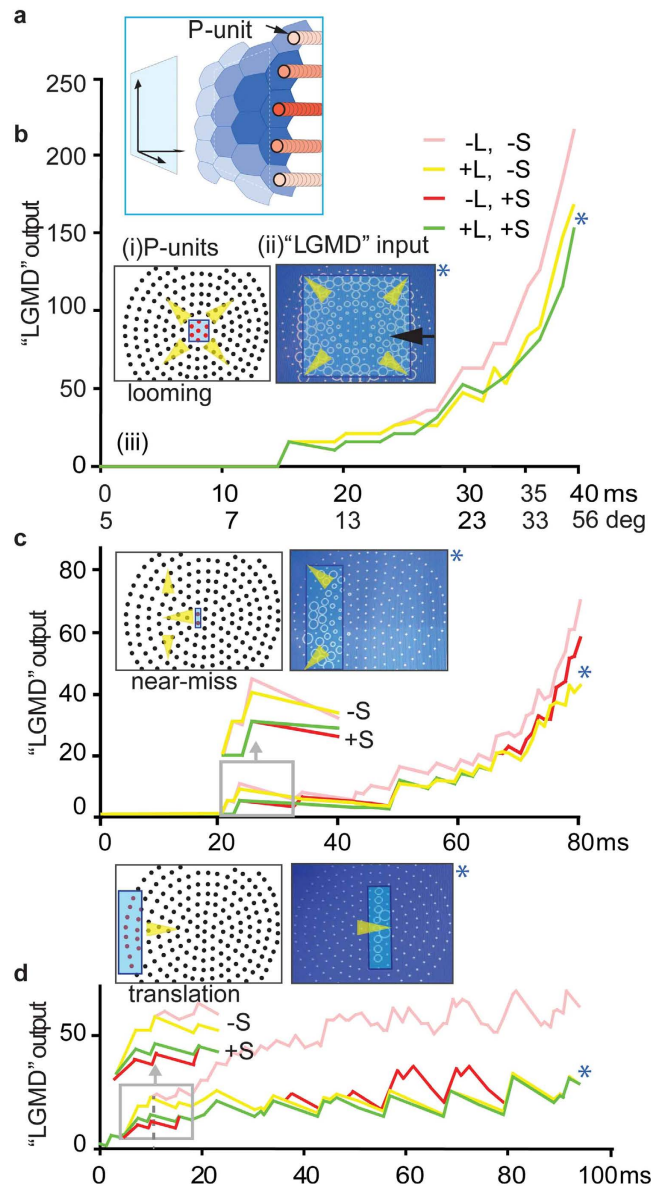 a
P-unit
b
250
200
150
100
50
0
"LGMD" output
-L, -S
+L, -S
-L, +S
+L, +S
*
(i)P-units
(ii)"LGMD" input
*
looming
(iii)
0 10 20 30 35 40 ms
5 7 13 23 33 56 deg
c
80
60
40
20
0
"LGMD" output
*
near-miss
-S
+S
*
0 20 40 60 80ms
*
translation
d
50
0
"LGMD" output
-S
+S
*
0 20 40 60 80 100 ms